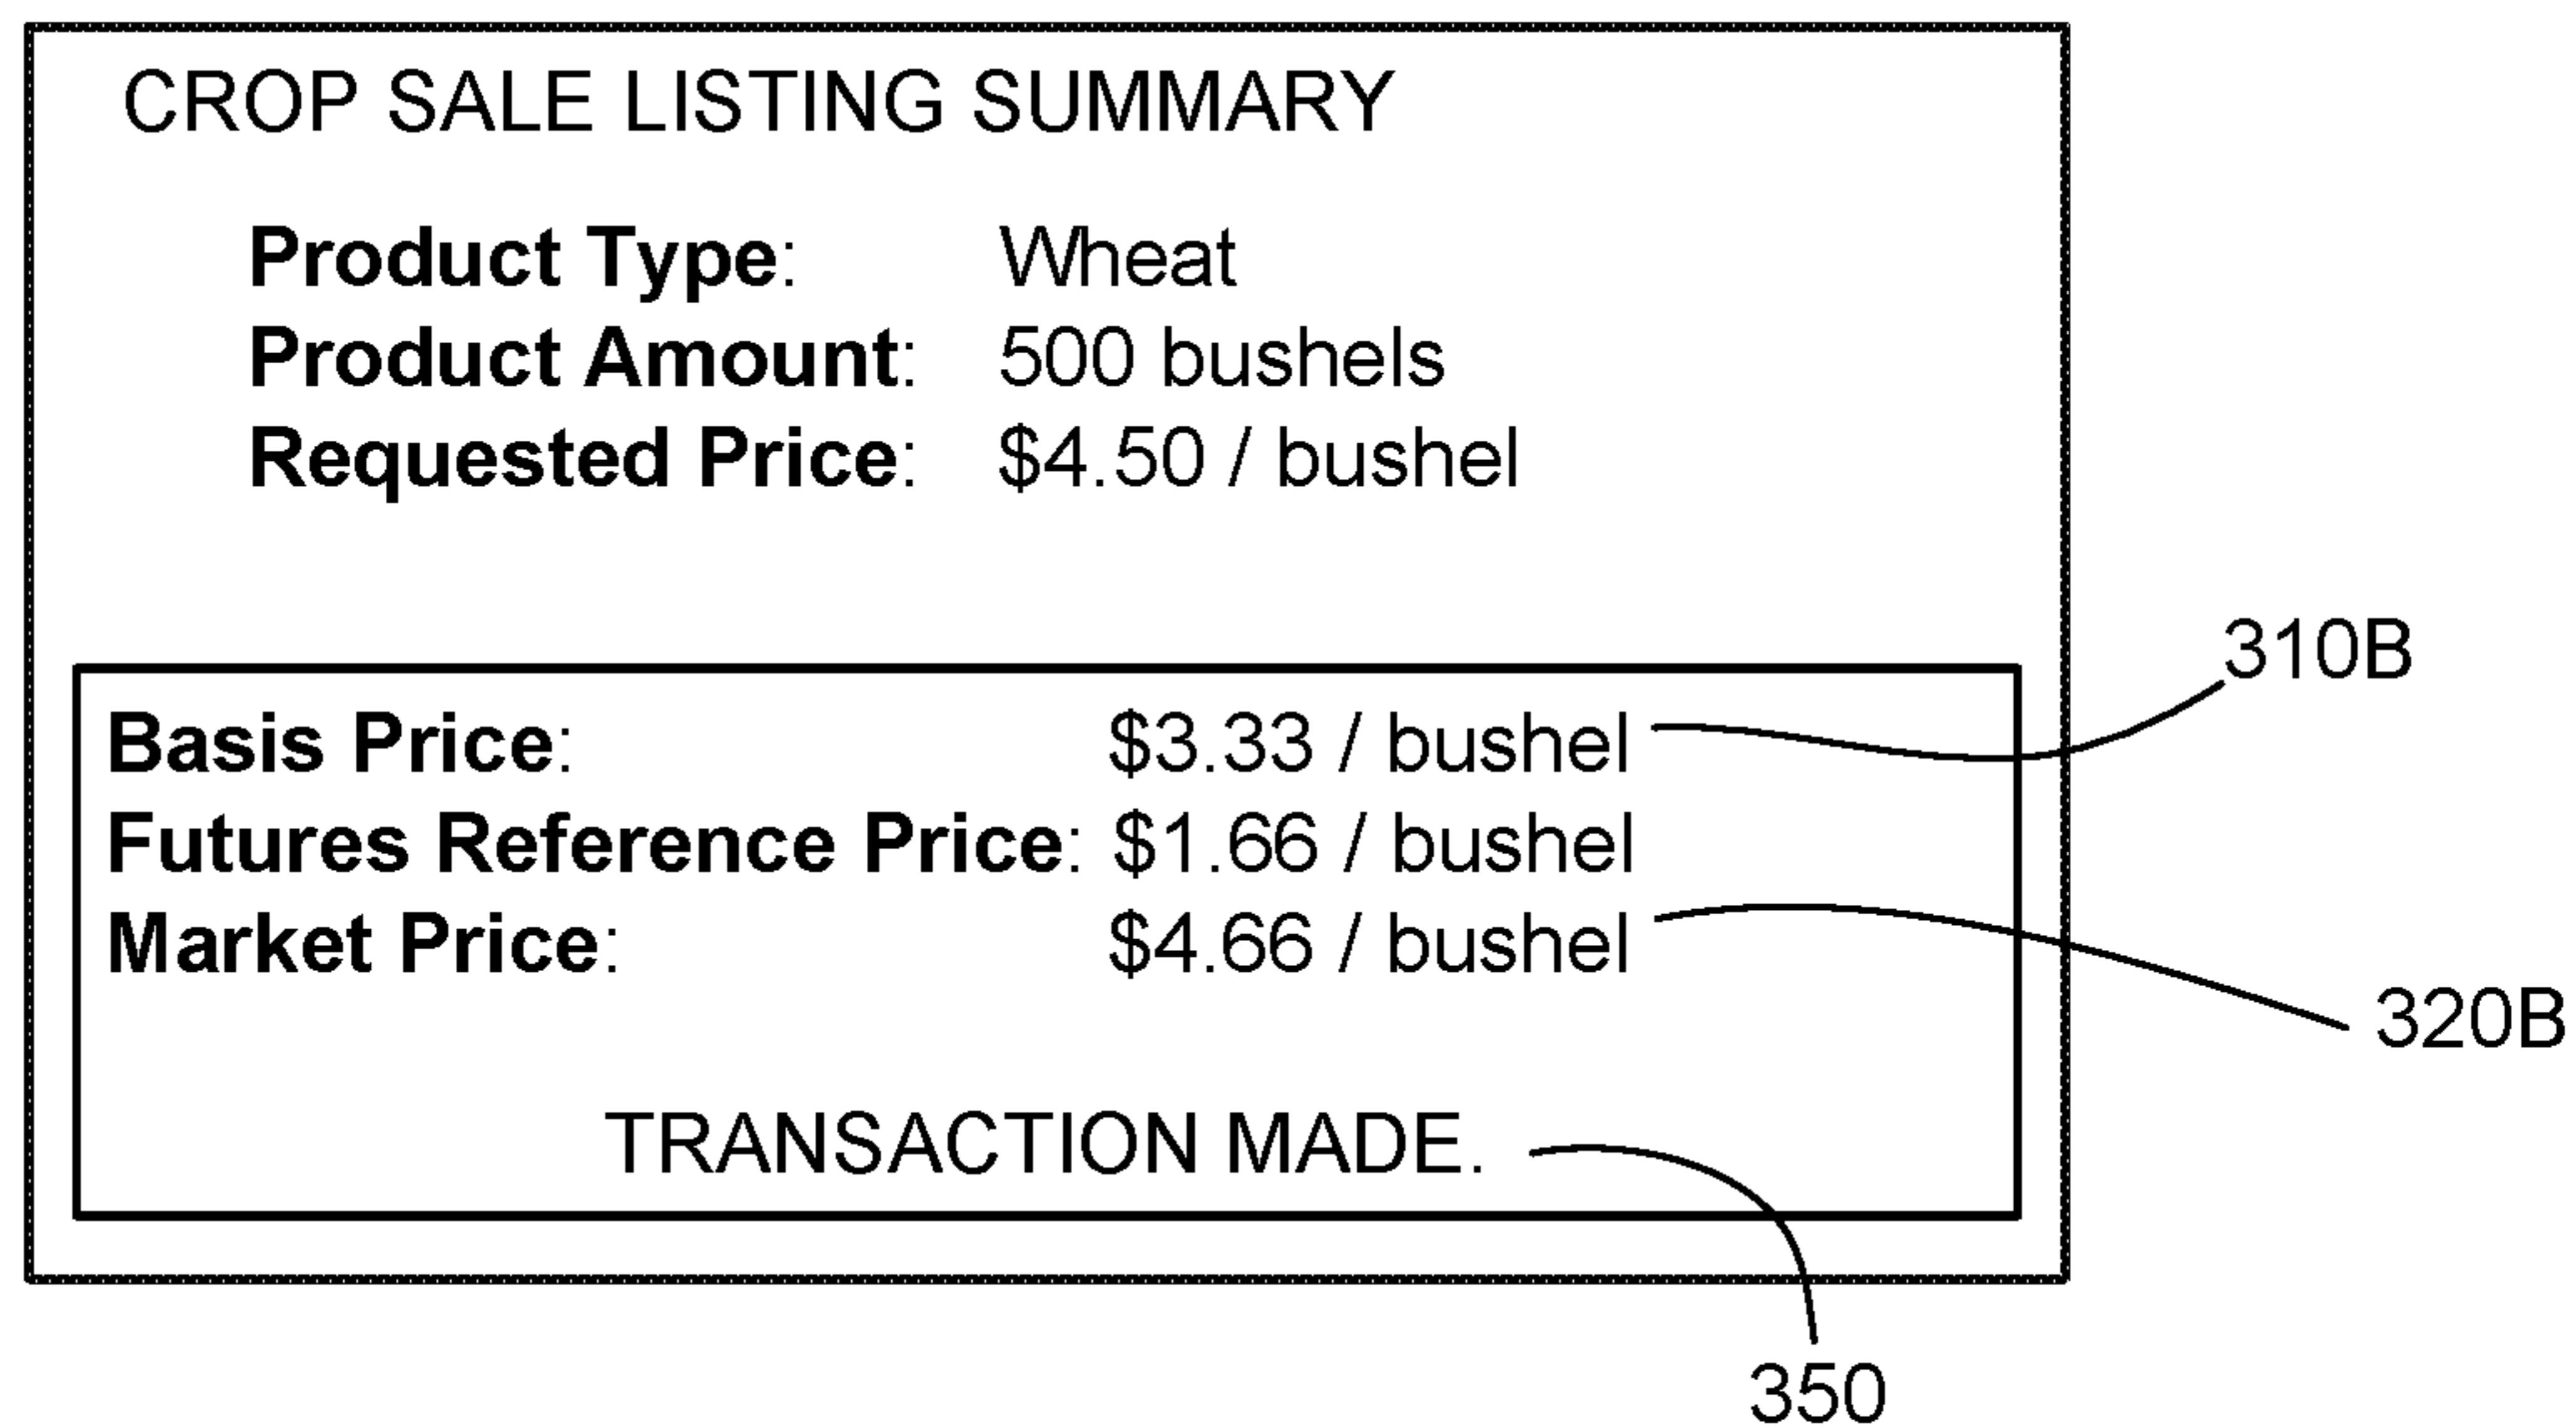 CROP SALE LISTING SUMMARY
Product Type: Wheat
Product Amount: 500 bushels
Requested Price: $4.50 / bushel
310B
Basis Price: $3.33 / bushel
Futures Reference Price: $1.66 / bushel
Market Price: $4.66 / bushel
320B
TRANSACTION MADE.
350